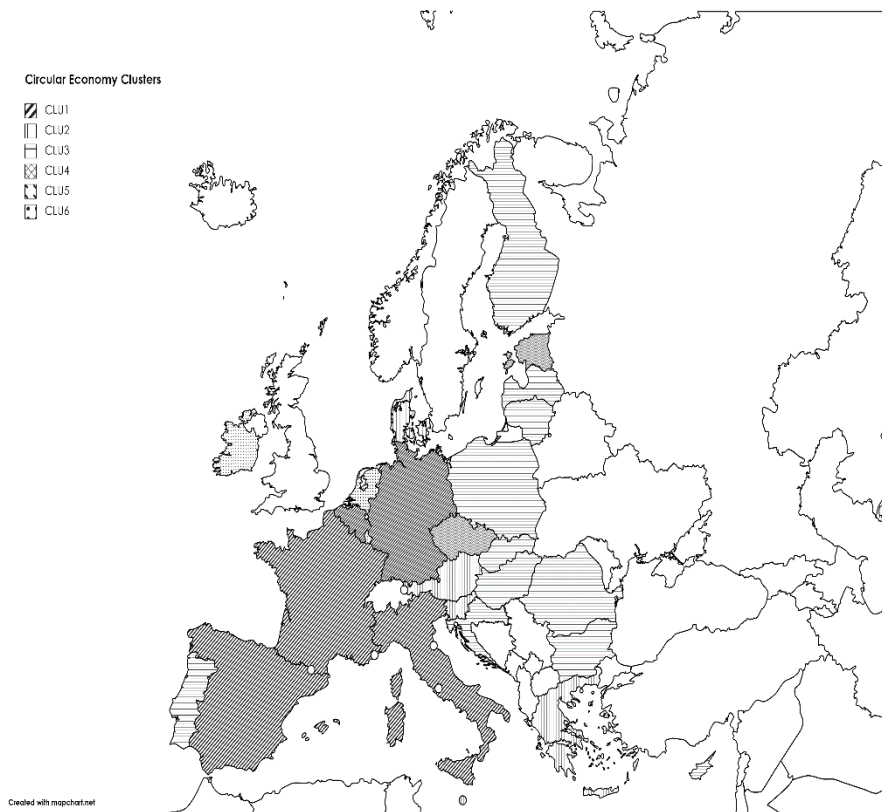 Circular Economy Clusters
CLU1
CLU2
CLU3
CLU4
CLU5
CLU6
Created with mapchart.net